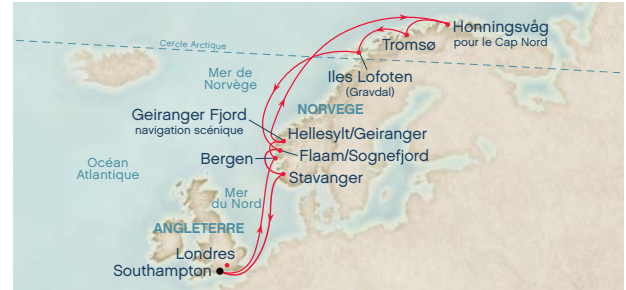 Honningsvåg
pour le Cap Nord
Cercle Arctique
Tromsø
Mer de
Norvège
Iles Lofoten
(Gravdal)
NORVEGE
Geiranger Fjord
navigation scénique
Hellesylt/Geiranger
Bergen
Flaam/Sognefjord
Océan
Atlantique
Stavanger
Mer
du Nord
ANGLETERRE
Londres
Southampton